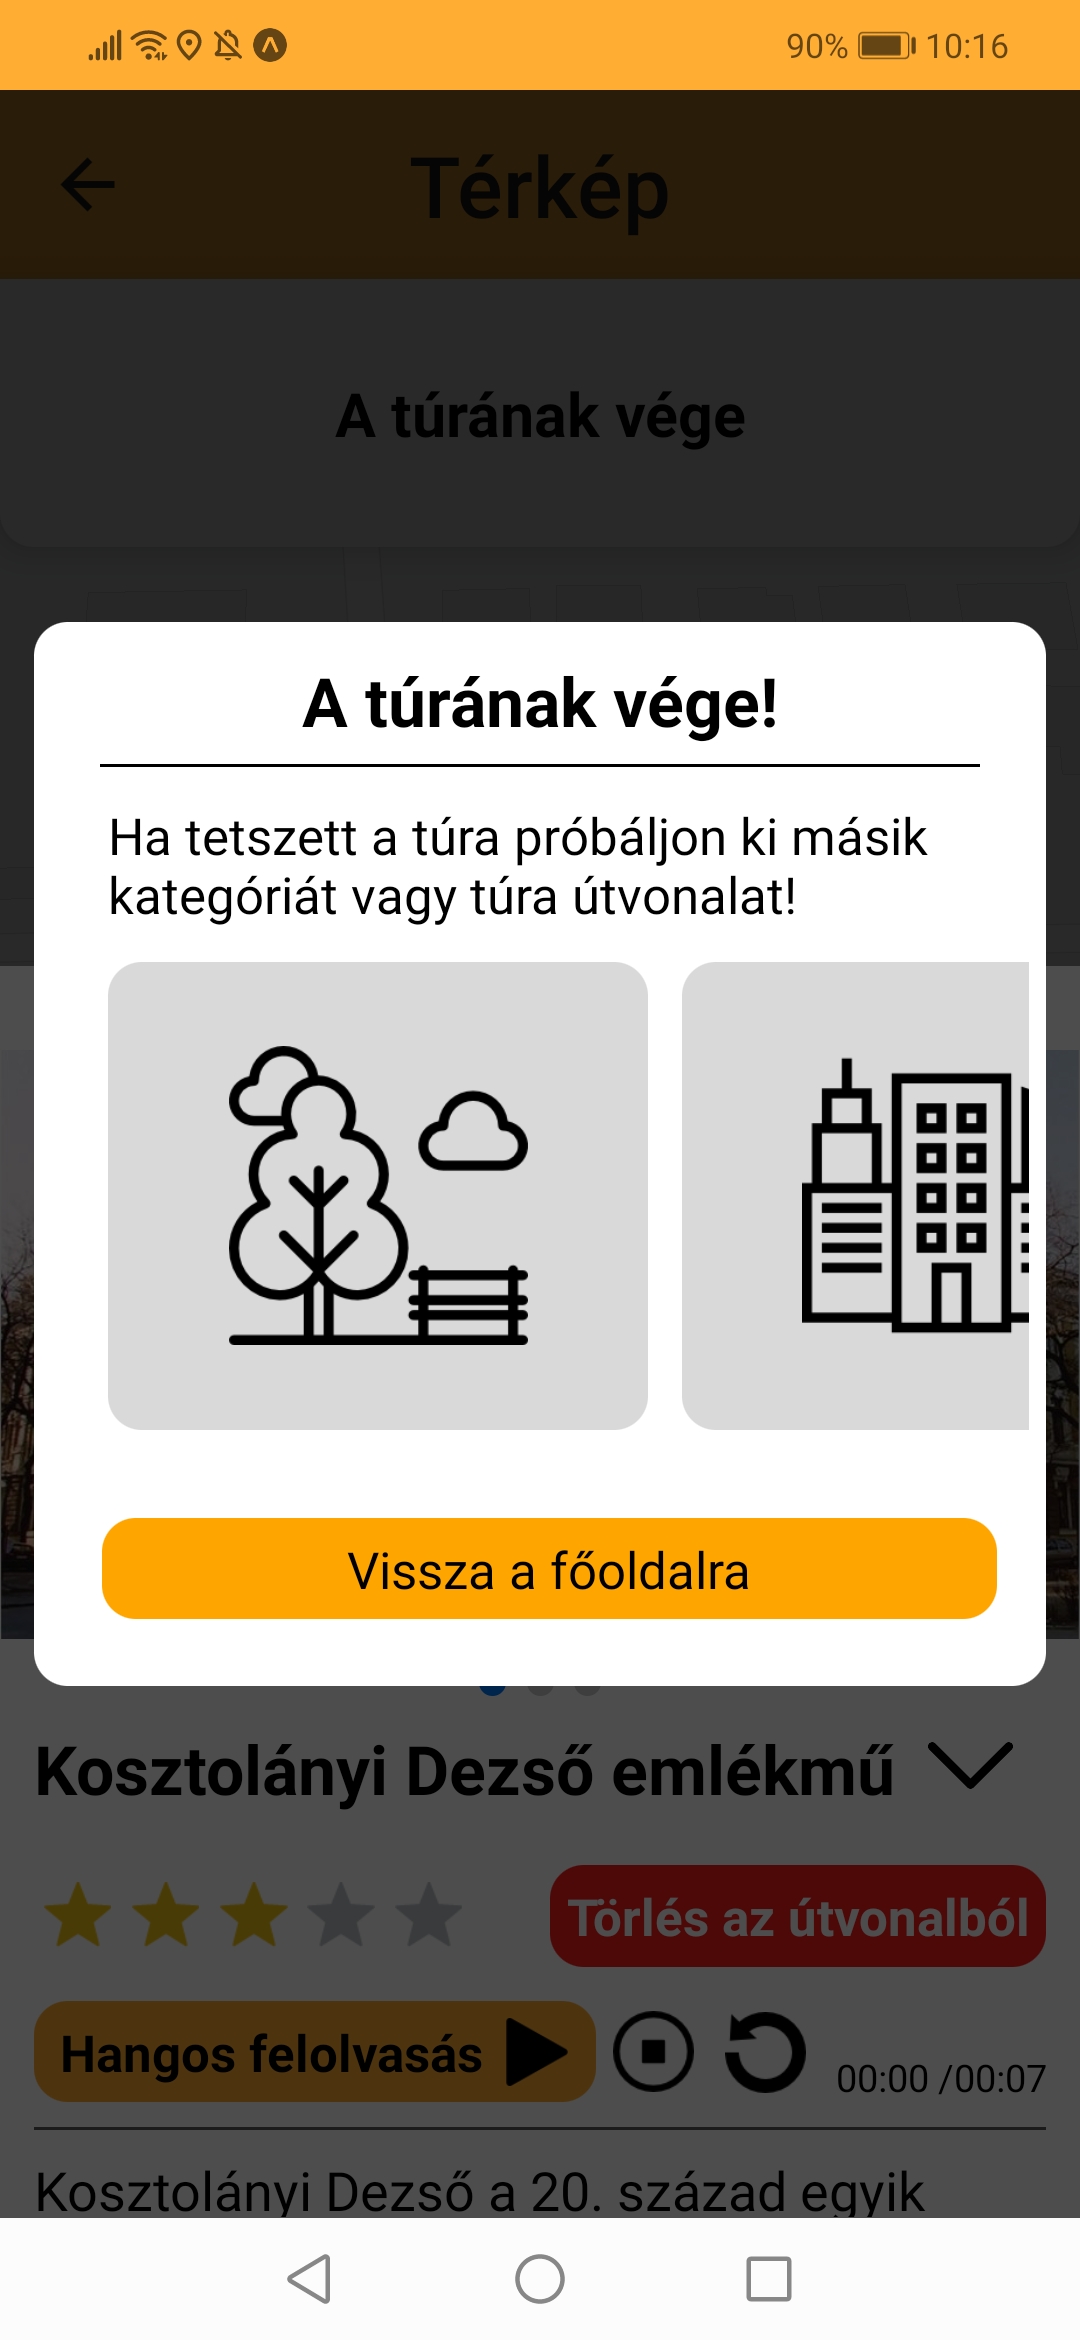 90% 10:16
Térkép
A túrának vége
A túrának vége!
Ha tetszett a túra próbáljon ki másik
kategóriát vagy túra útvonalat!
Vissza a főoldalra
Kosztolányi Dezső emlékmű
Törlés az útvonalból
Hangos felolvasás
00:00 /00:07
Kosztolányi Dezső a 20. század egyik